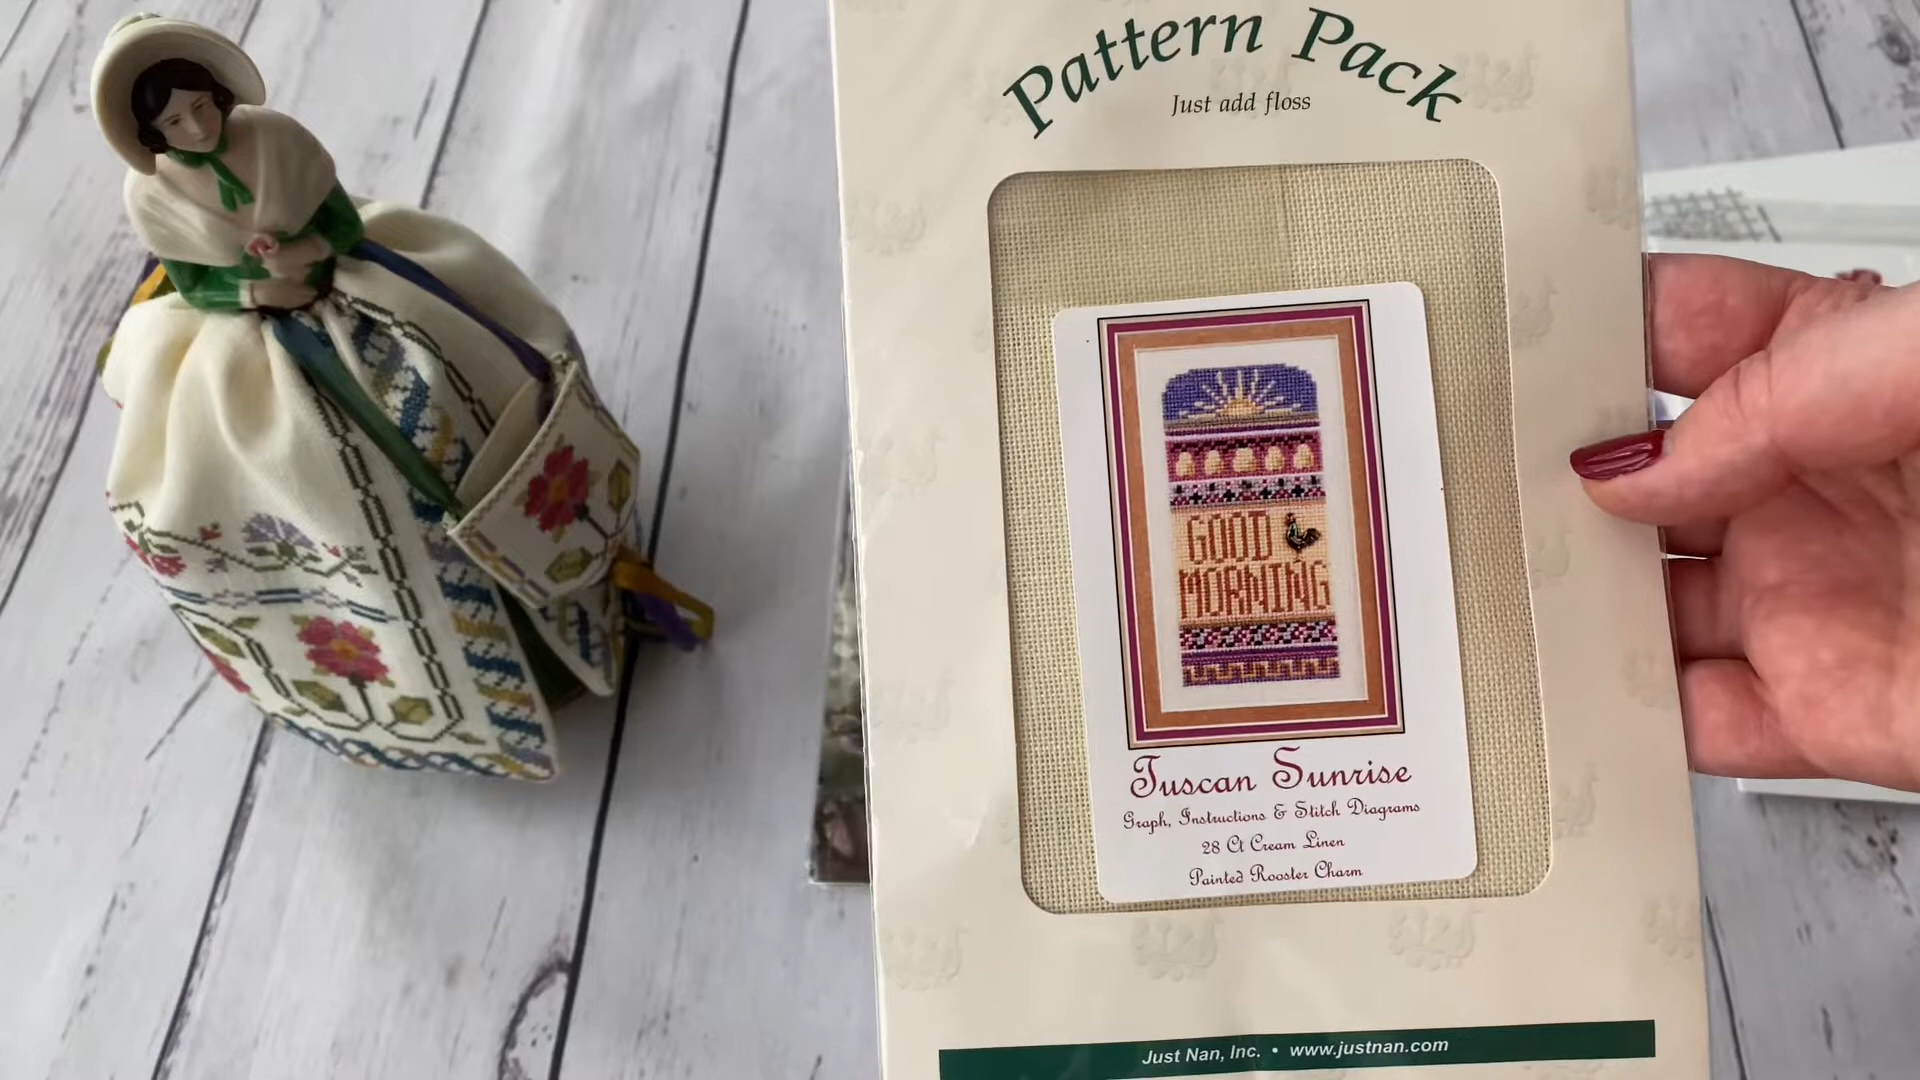 Pattern Pack
Just add floss
GOOD
MORNING
Tuscan Sunrise
Graph, Instructions & Stitch Diagrams
28 Ct Cream Linen
Painted Rooster Charm
Just Nan, Inc. • www.justnan.com